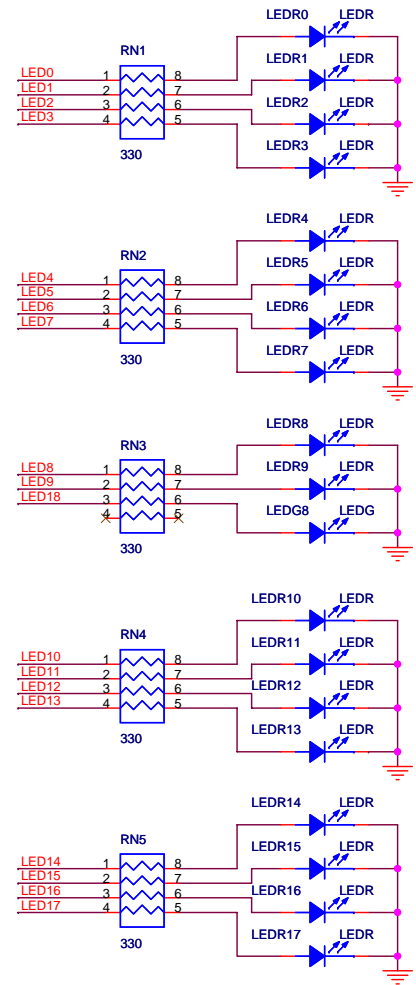 LEDR0 LEDR
RN1
LED0 1 8 LEDR1 LEDR
LED1 2 7
LED2 3 6 LEDR2 LEDR
LED3 4 5
LEDR3 LEDR
330
LEDR4 LEDR
RN2
LEDR5 LEDR
LED4 1 8
LED5 2 7
LED6 3 6 LEDR6 LEDR
LED7 4 5
LEDR7 LEDR
330
LEDR8 LEDR
RN3
LEDR9 LEDR
LED8 1 8
LED9 2 7
LED18 3 6 LEDG8 LEDG
4 5
330
LEDR10 LEDR
RN4
LEDR11 LEDR
LED10 1 8
LED11 2 7
LED12 3 6 LEDR12 LEDR
LED13 4 5
LEDR13 LEDR
330
LEDR14 LEDR
RN5
LEDR15 LEDR
LED14 1 8
LED15 2 7
LED16 3 6 LEDR16 LEDR
LED17 4 5
LEDR17 LEDR
330